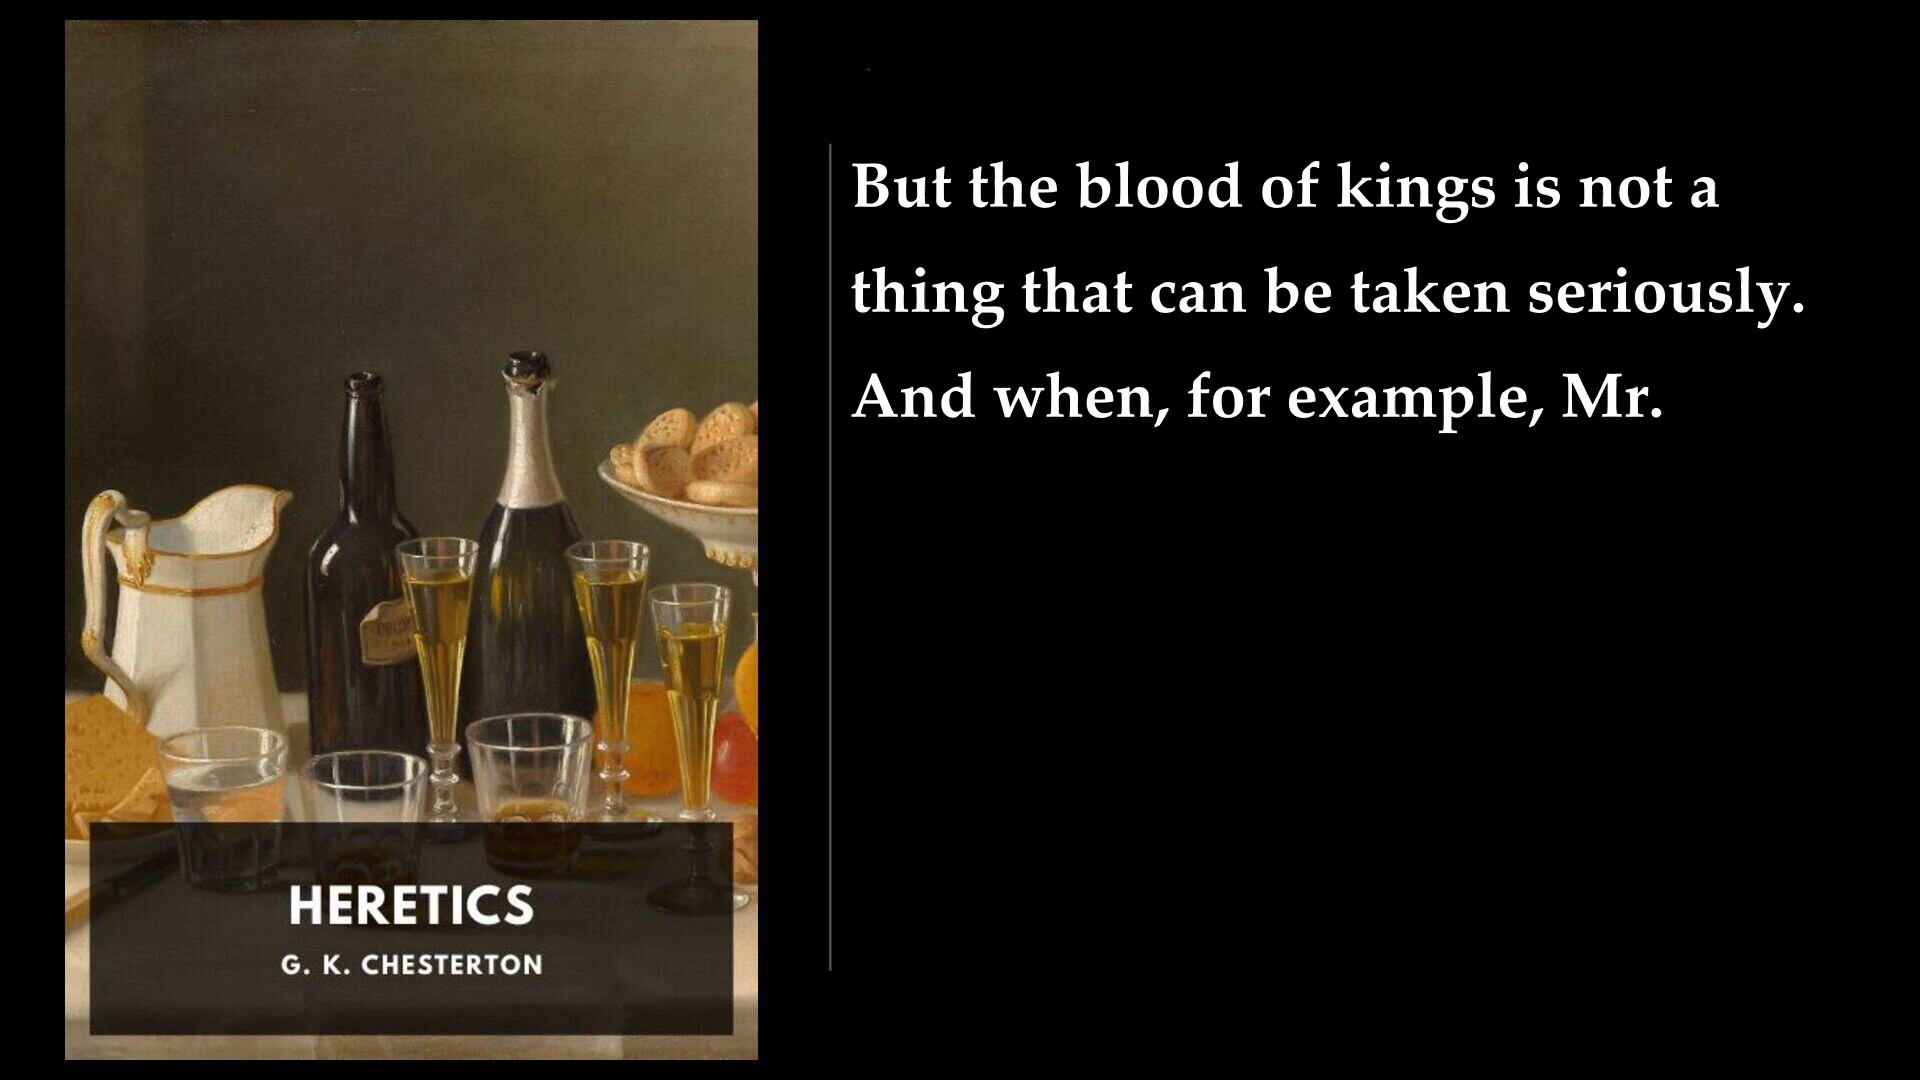 But the blood of kings is not a
thing that can be taken seriously.
And when, for example, Mr.
HERETICS
G. K. CHESTERTON